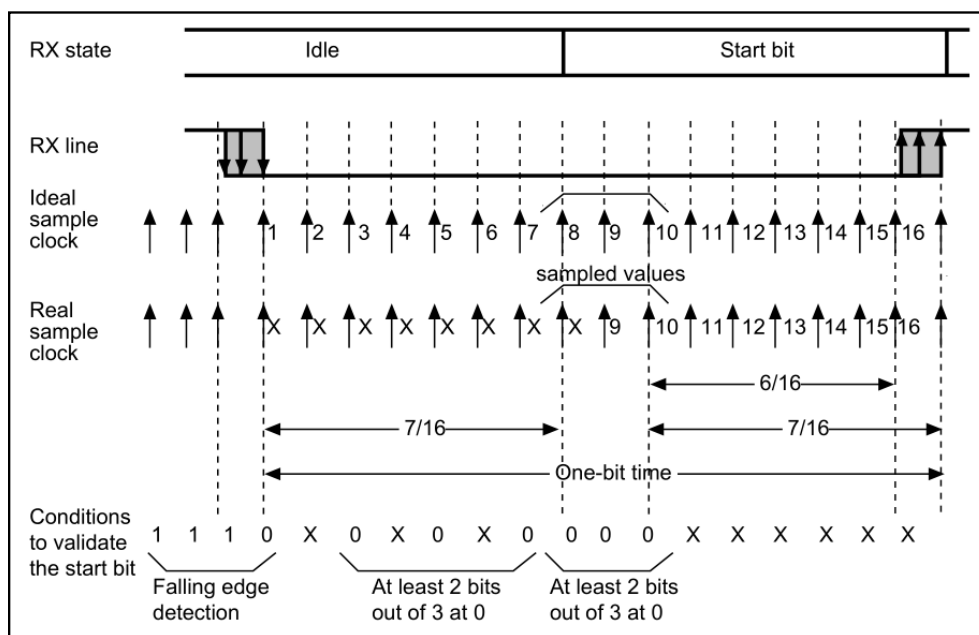 RX state
Idle
Start bit
RX line
Ideal
sample
clock
1 2 3 4 5 6 7 8 9 10 11 12 13 14 15 16
sampled values
Real
sample
clock
X X X X X X X X 9 10 11 12 13 14 15 16
6/16
7/16
7/16
One-bit time
Conditions
to validate
the start bit
1 1 1 0 X 0 X 0 X 0 0 0 0 X X X X X X
Falling edge
detection
At least 2 bits
out of 3 at 0
At least 2 bits
out of 3 at 0